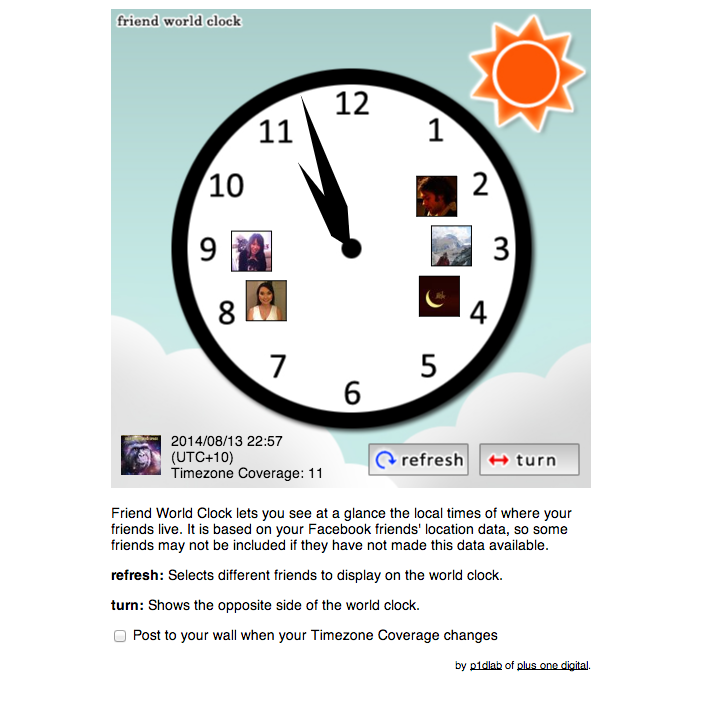 friend world clock
12
11
1
10
2
9
3
8
4
7
5
6
2014/08/13 22:57
(UTC+10)
Timezone Coverage: 11
refresh
turn
Friend World Clock lets you see at a glance the local times of where your
friends live. It is based on your Facebook friends' location data, so some
friends may not be included if they have not made this data available.
refresh: Selects different friends to display on the world clock.
turn: Shows the opposite side of the world clock.
Post to your wall when your Timezone Coverage changes
by p1dlab of plus one digital.